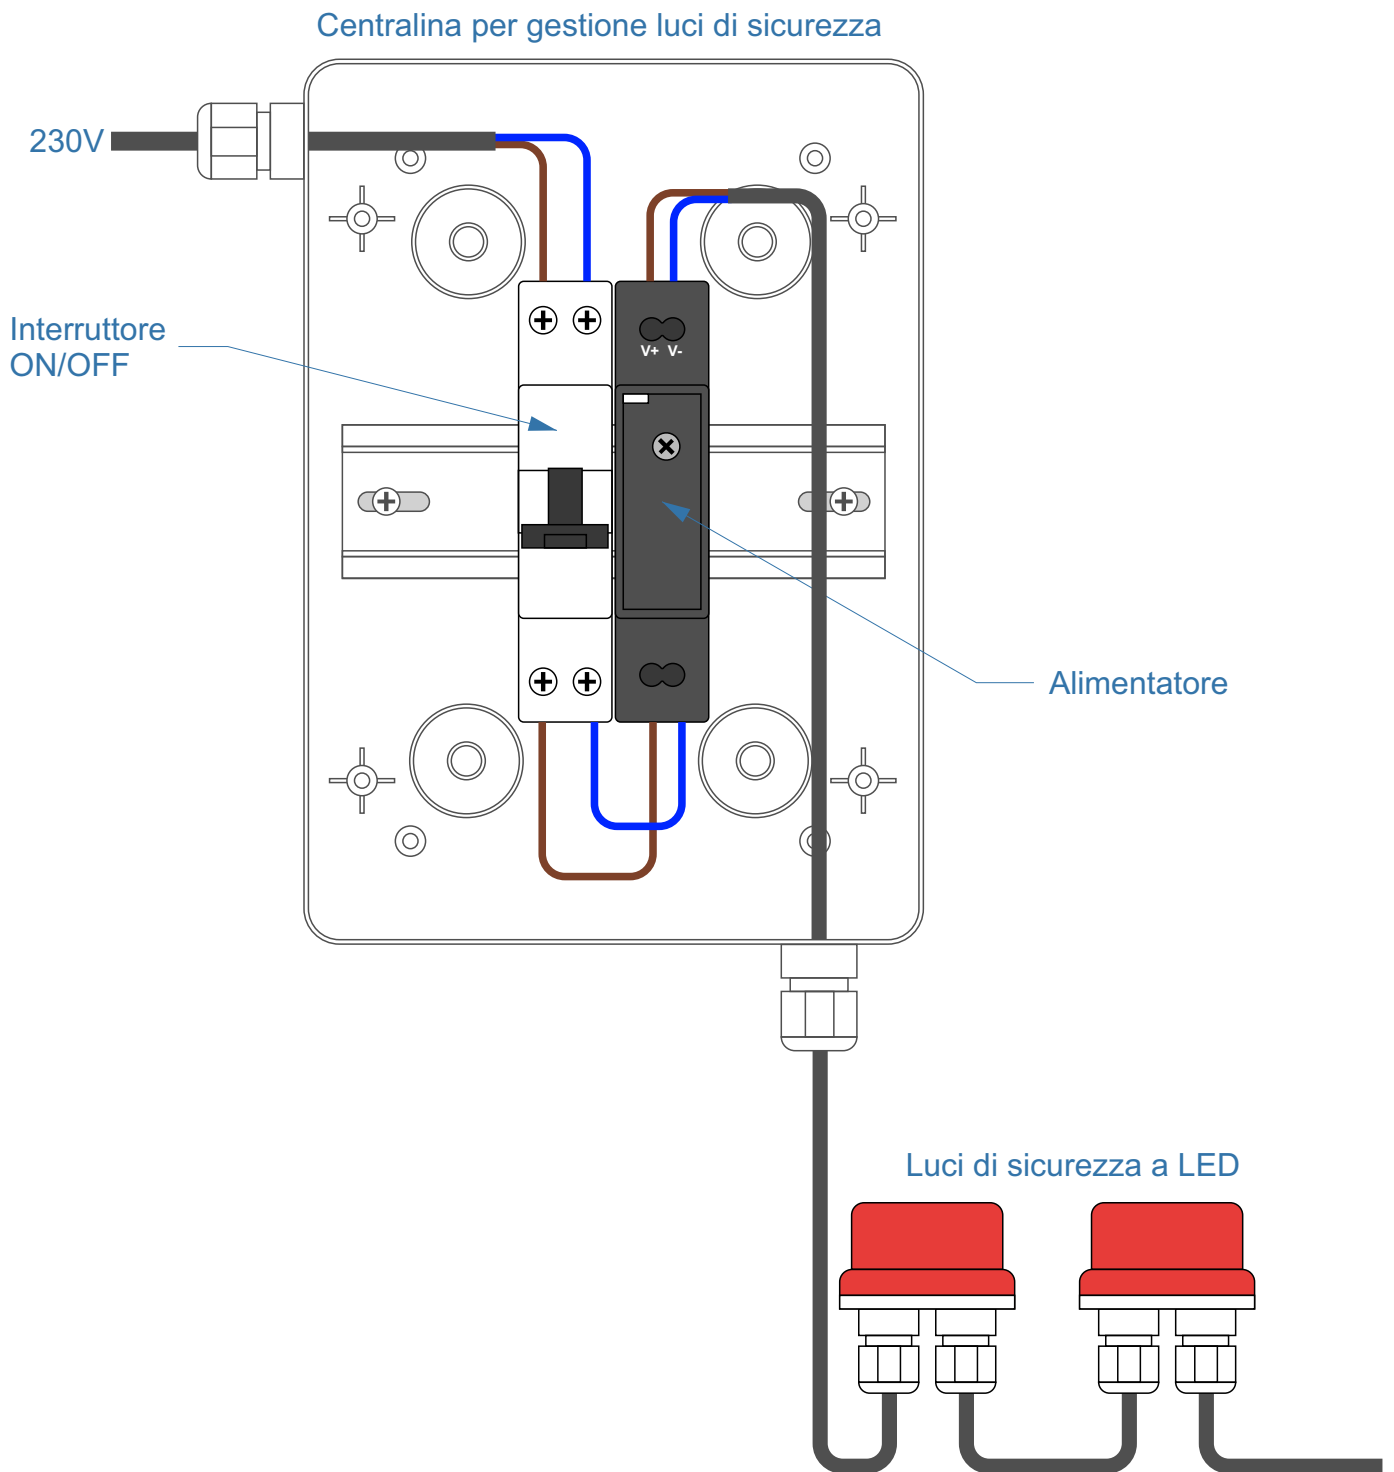 Centralina per gestione luci di sicurezza
230V
Interruttore
ON/OFF
V+ V-
Alimentatore
Luci di sicurezza a LED